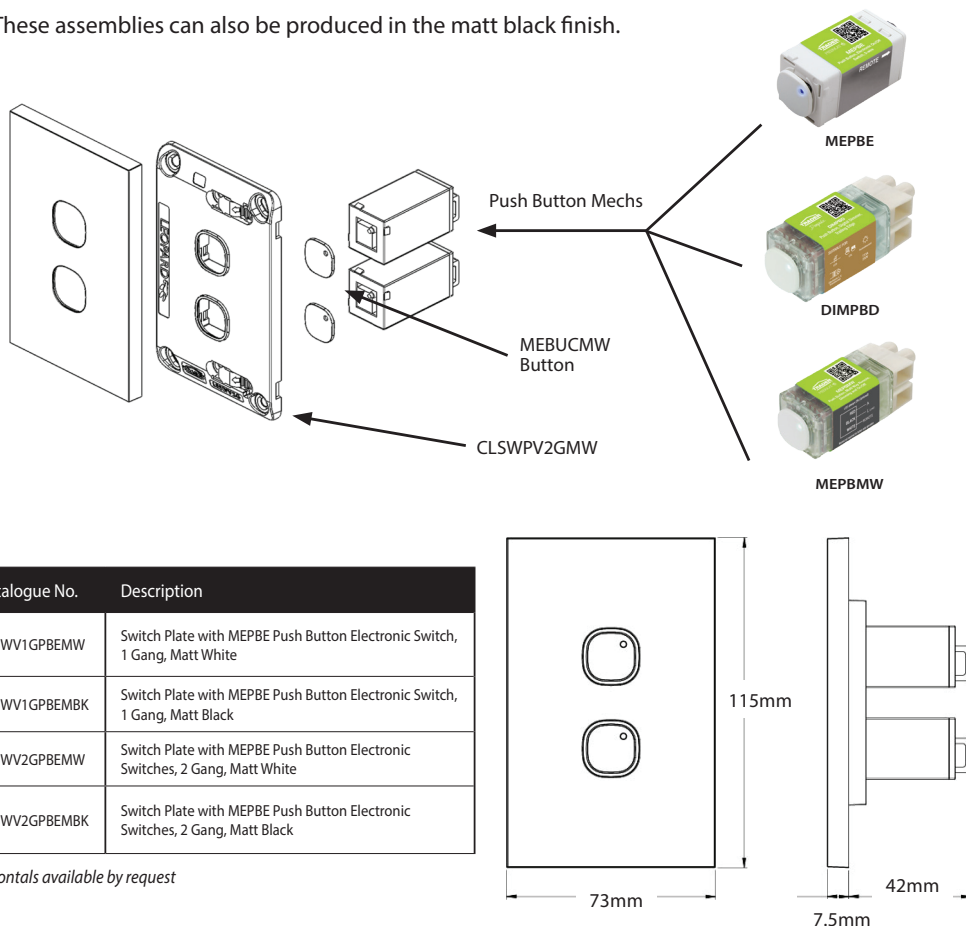 These assemblies can also be produced in the matt black finish.
MEPBE
REMOTE
MEPBE
Push Button Mechs
LEOPARD
DIMPBD
MEBUCMW
Button
CLSWPV2GMW
MEPBMW
talogue No. Description
WV1GPBEMW Switch Plate with MEPBE Push Button Electronic Switch,
1 Gang, Matt White
WV1GPBEMBK Switch Plate with MEPBE Push Button Electronic Switch,
1 Gang, Matt Black
WV2GPBEMW Switch Plate with MEPBE Push Button Electronic
Switches, 2 Gang, Matt White
WV2GPBEMBK Switch Plate with MEPBE Push Button Electronic
Switches, 2 Gang, Matt Black
ontals available by request
115mm
73mm
42mm
7.5mm